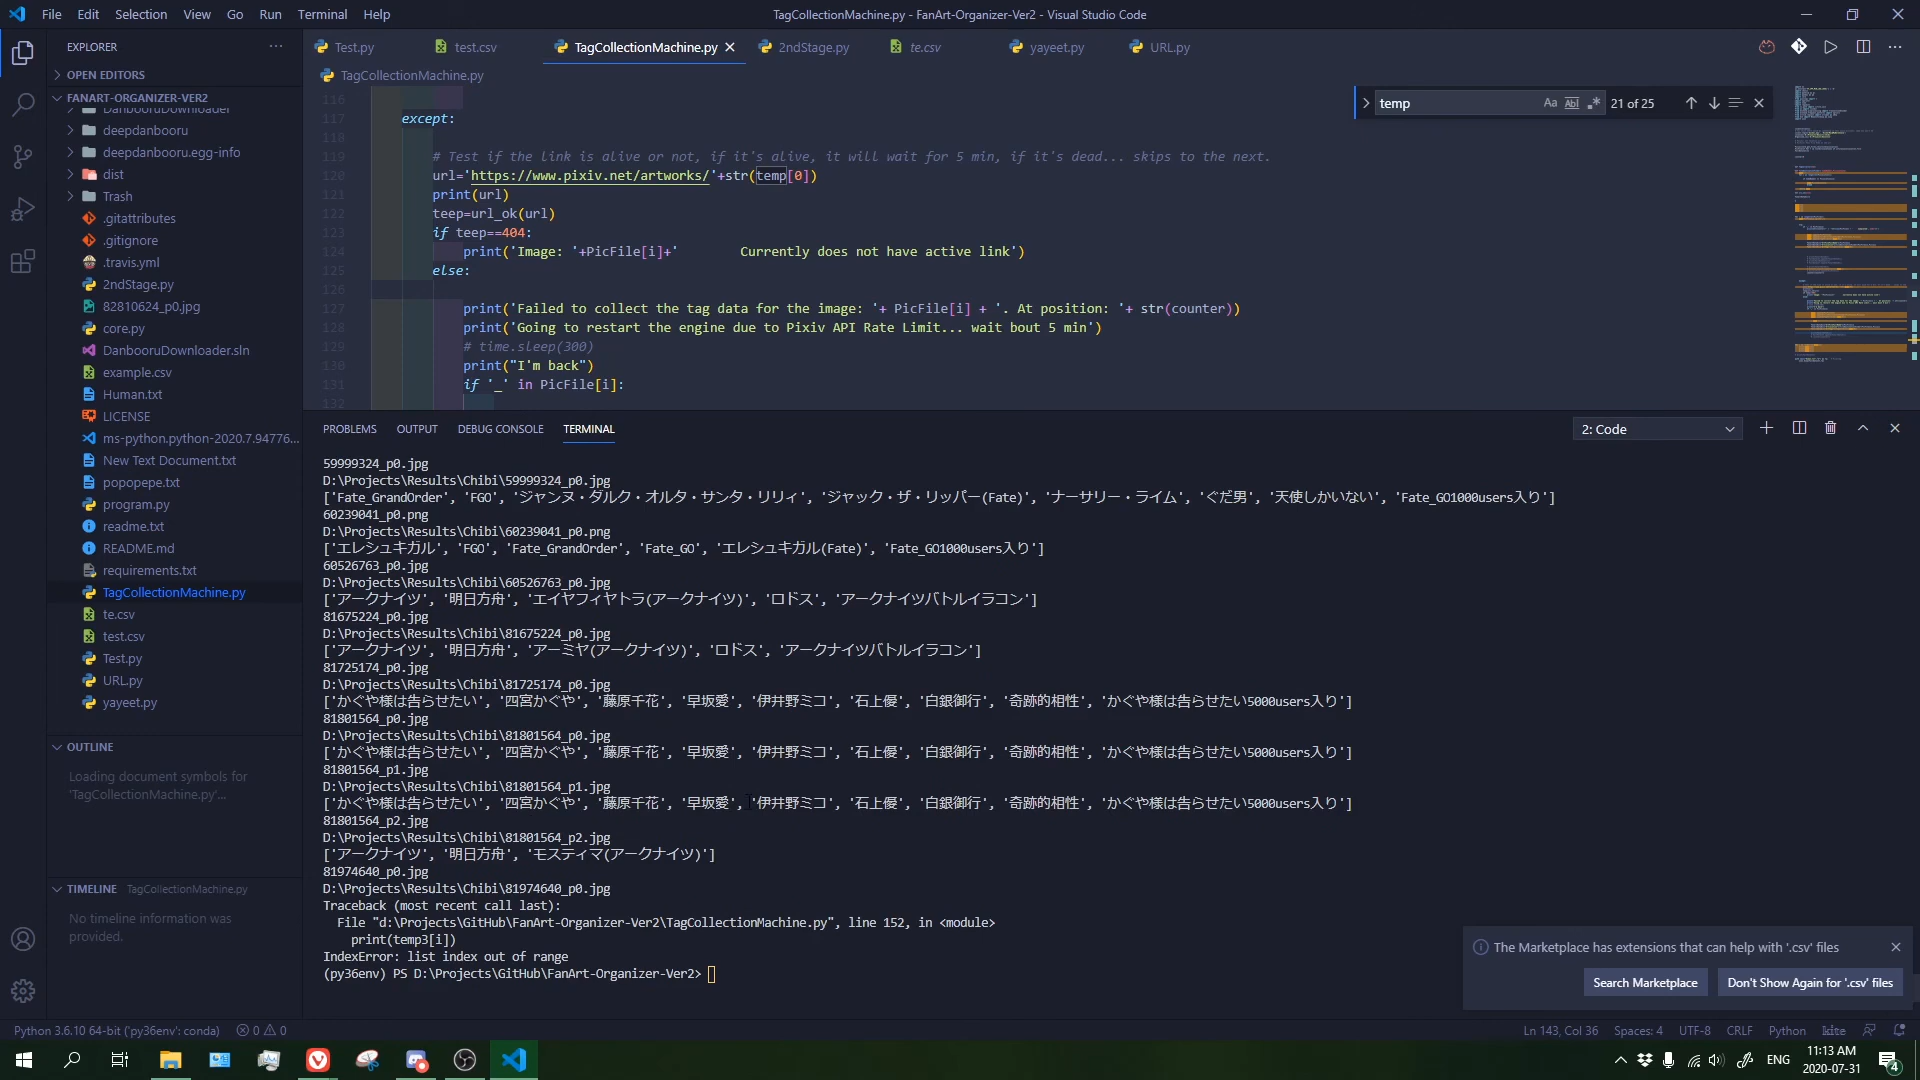 File Edit Selection View Go Run Terminal Help
TagCollectionMachine.py - FanArt-Organizer-Ver2 - Visual Studio Code
EXPLORER
OPEN EDITORS
FANART-ORGANIZER-VER2
DanbooruDownloader
deepdanbooru
deepdanbooru.egg-info
dist
Trash
.gitattributes
.gitignore
.travis.yml
2ndStage.py
82810624_p0.jpg
core.py
DanbooruDownloader.sln
example.csv
Human.txt
LICENSE
ms-python.python-2020.7.94776...
New Text Document.txt
popopepe.txt
program.py
readme.txt
README.md
requirements.txt
TagCollectionMachine.py
te.csv
test.csv
Test.py
URL.py
yayeet.py
OUTLINE
Loading document symbols for
'TagCollectionMachine.py'...
TIMELINE TagCollectionMachine.py
No timeline information was
provided.
Test.py test.csv TagCollectionMachine.py 2ndStage.py te.csv yayeet.py URL.py
TagCollectionMachine.py
temp Aa Abl .* 21 of 25
116
117 except:
118
119 # Test if the link is alive or not, if it's alive, it will wait for 5 min, if it's dead... skips to the next.
120 url='https://www.pixiv.net/artworks/'+str(temp[0])
121 print(url)
122 teep=url_ok(url)
123 if teep==404:
124 print('Image: '+PicFile[i]+' Currently does not have active link')
125 else:
126
127 print('Failed to collect the tag data for the image: '+ PicFile[i] + '. At position: '+ str(counter))
128 print('Going to restart the engine due to Pixiv API Rate Limit... wait bout 5 min')
129 # time.sleep(300)
130 print("I'm back")
131 if '_' in PicFile[i]:
132
PROBLEMS OUTPUT DEBUG CONSOLE TERMINAL
2: Code
59999324_p0.jpg
D:\Projects\Results\Chibi\59999324_p0.jpg
['Fate_GrandOrder', 'FGO', 'ジャンヌ・ダルク・オルタ・サンタ・リリィ', 'ジャック・ザ・リッパー(Fate)', 'ナーサリー・ライム', 'ぐだ男', '天使しかいない', 'Fate_GO1000users入り']
60239041_p0.png
D:\Projects\Results\Chibi\60239041_p0.png
['エレシュキガル', 'FGO', 'Fate_GrandOrder', 'Fate_GO', 'エレシュキガル(Fate)', 'Fate_GO1000users入り']
60526763_p0.jpg
D:\Projects\Results\Chibi\60526763_p0.jpg
['アークナイツ', '明日方舟', 'エイヤフィヤトラ(アークナイツ)', 'ロドス', 'アークナイツバトルイラコン']
81675224_p0.jpg
D:\Projects\Results\Chibi\81675224_p0.jpg
['アークナイツ', '明日方舟', 'アーミヤ(アークナイツ)', 'ロドス', 'アークナイツバトルイラコン']
81725174_p0.jpg
D:\Projects\Results\Chibi\81725174_p0.jpg
['かぐや様は告らせたい', '四宮かぐや', '藤原千花', '早坂愛', '伊井野ミコ', '石上優', '白銀御行', '奇跡的相性', 'かぐや様は告らせたい5000users入り']
81801564_p0.jpg
D:\Projects\Results\Chibi\81801564_p0.jpg
['かぐや様は告らせたい', '四宮かぐや', '藤原千花', '早坂愛', '伊井野ミコ', '石上優', '白銀御行', '奇跡的相性', 'かぐや様は告らせたい5000users入り']
81801564_p1.jpg
D:\Projects\Results\Chibi\81801564_p1.jpg
['かぐや様は告らせたい', '四宮かぐや', '藤原千花', '早坂愛', '伊井野ミコ', '石上優', '白銀御行', '奇跡的相性', 'かぐや様は告らせたい5000users入り']
81801564_p2.jpg
D:\Projects\Results\Chibi\81801564_p2.jpg
['アークナイツ', '明日方舟', 'モスティマ(アークナイツ)']
81974640_p0.jpg
D:\Projects\Results\Chibi\81974640_p0.jpg
Traceback (most recent call last):
File "d:\Projects\GitHub\FanArt-Organizer-Ver2\TagCollectionMachine.py", line 152, in <module>
print(temp3[i])
IndexError: list index out of range
(py36env) PS D:\Projects\GitHub\FanArt-Organizer-Ver2>
The Marketplace has extensions that can help with '.csv' files
Search Marketplace Don't Show Again for '.csv' files
Python 3.6.10 64-bit ('py36env': conda) 0 0
Ln 143, Col 36 Spaces: 4 UTF-8 CRLF Python kite
ENG
11:13 AM
2020-07-31
4